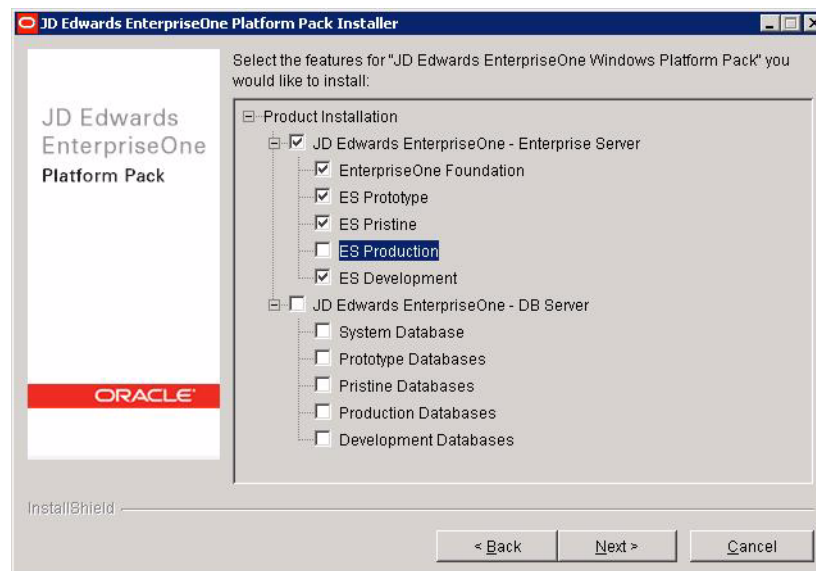 JD Edwards EnterpriseOne Platform Pack Installer
JD Edwards
EnterpriseOne
Platform Pack
ORACLE
Select the features for "JD Edwards EnterpriseOne Windows Platform Pack" you
would like to install:
Product Installation
JD Edwards EnterpriseOne - Enterprise Server
EnterpriseOne Foundation
ES Prototype
ES Pristine
ES Production
ES Development
JD Edwards EnterpriseOne - DB Server
System Database
Prototype Databases
Pristine Databases
Production Databases
Development Databases
InstallShield
< Back
Next >
Cancel